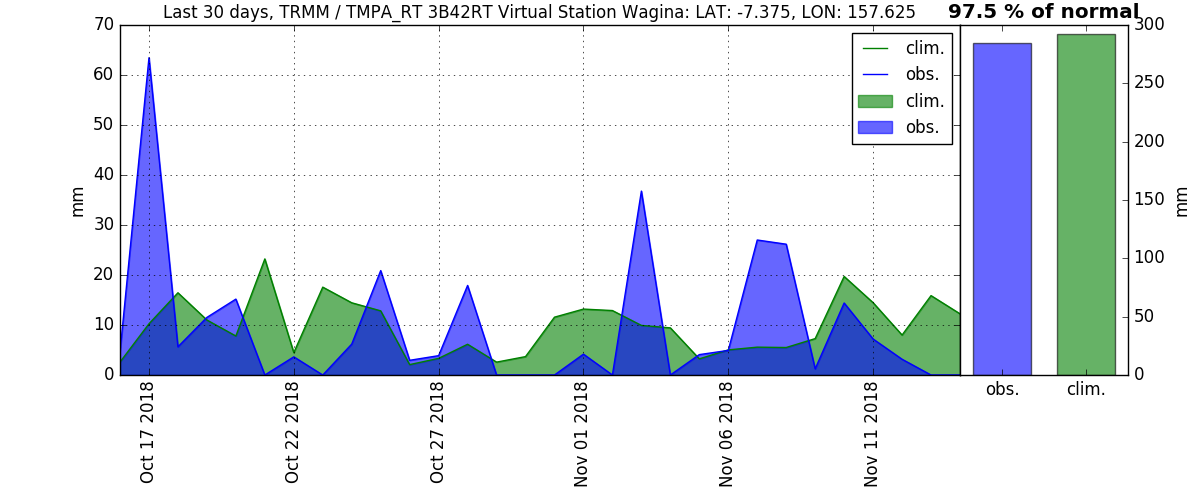 Last 30 days, TRMM / TMPA_RT 3B42RT Virtual Station Wagina: LAT: -7.375, LON: 157.625
97.5 % of normal
clim.
obs.
clim.
obs.
70
60
50
40
30
20
10
0
mm
Oct 17 2018
Oct 22 2018
Oct 27 2018
Nov 01 2018
Nov 06 2018
Nov 11 2018
300
250
200
150
100
50
0
mm
obs.
clim.